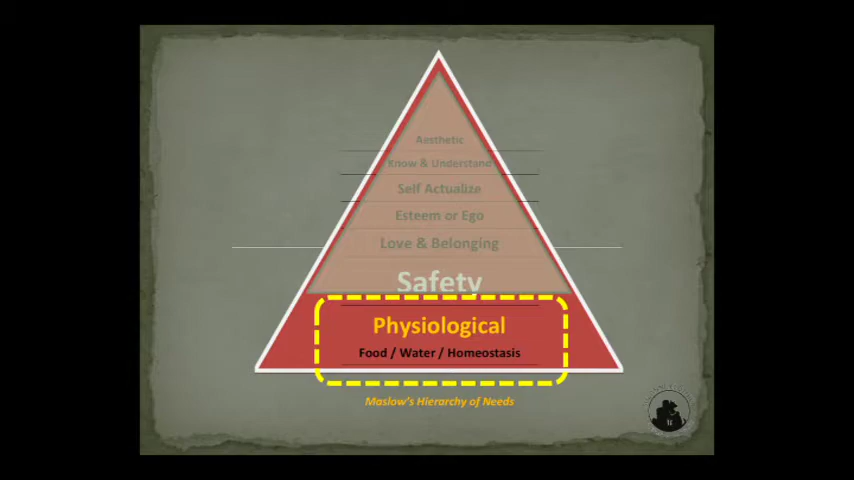 Aesthetic
Know & Understand
Self Actualize
Esteem or Ego
Love & Belonging
Safety
Physiological
Food / Water / Homeostasis
Maslow's Hierarchy of Needs